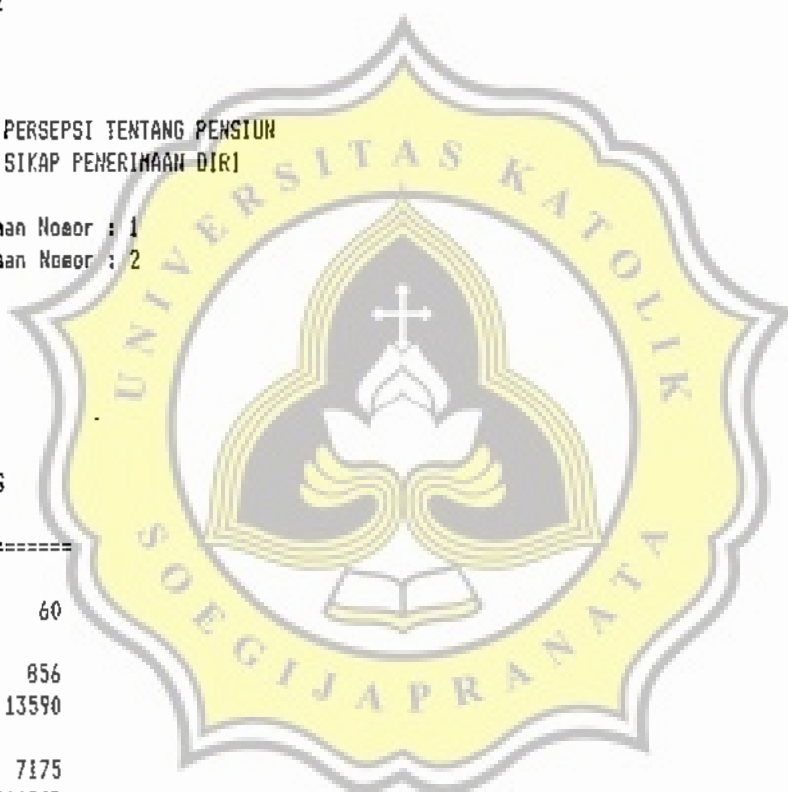 PERSEPSI TENTANG PENSIUN
SIKAP PENERIMAAN DIRI
aan Nomor : 1
aan Nomor : 2
UNIVERSITAS KATOLIK
S
=======
60
856
13590
SOEGIJAPRANATA
7175